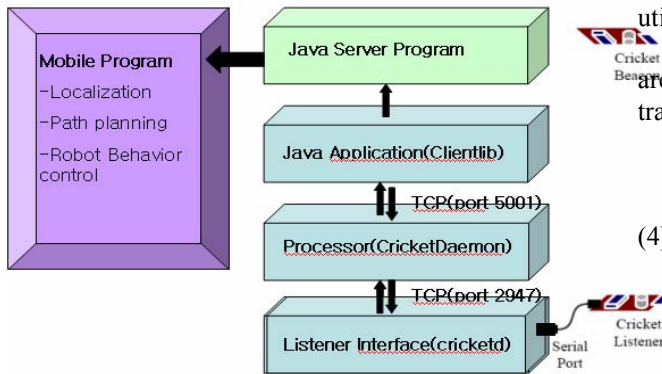 Mobile Program
-Localization
-Path planning
-Robot Behavior
control
Java Server Program
Java Application(Clientlib)
TCP(port 5001)
Processor(CricketDaemon)
TCP(port 2947)
Listener Interface(cricketd)
Serial
Port
Cricket
Beacon
Cricket
Listener
uti
are
tra
(4)